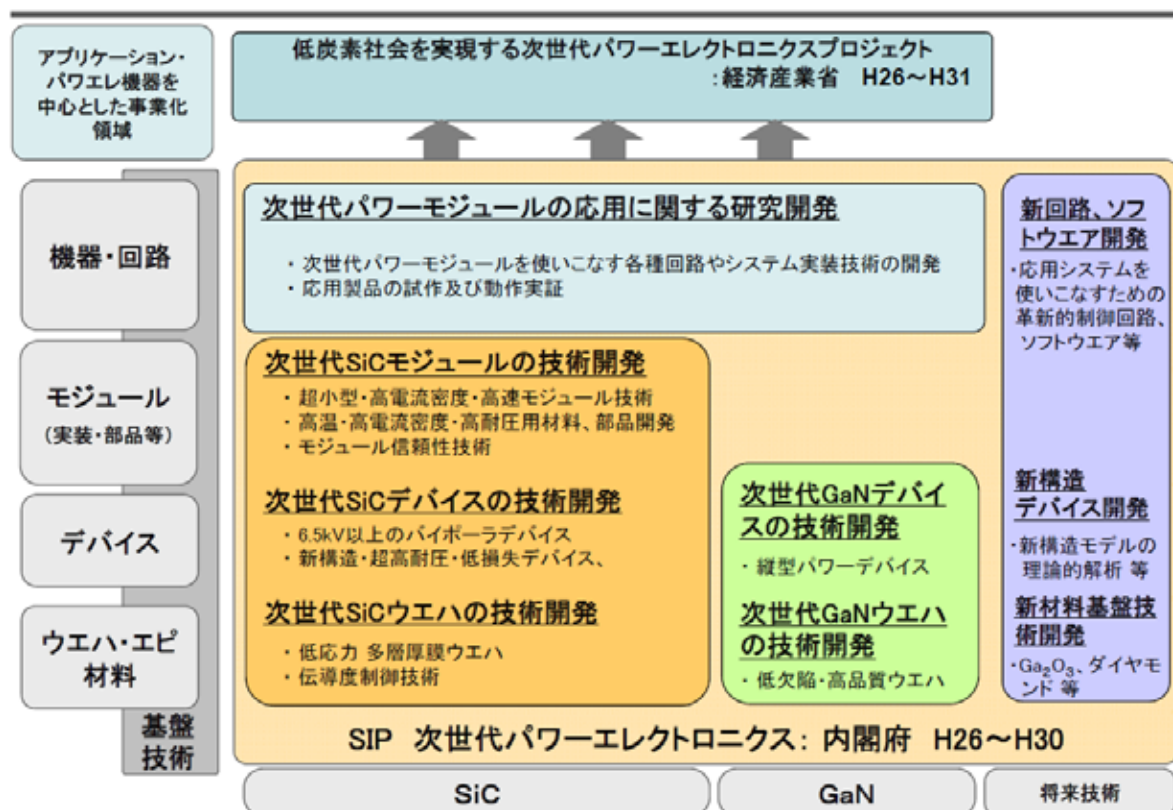 アプリケーション・
パワエレ機器を
中心とした事業化
領域
低炭素社会を実現する次世代パワーエレクトロニクスプロジェクト
:経済産業省 H26～H31
機器・回路
モジュール
(実装・部品等)
デバイス
ウエハ・エピ
材料
基盤
技術
次世代パワーモジュールの応用に関する研究開発
・次世代パワーモジュールを使いこなす各種回路やシステム実装技術の開発
・応用製品の試作及び動作実証
次世代SiCモジュールの技術開発
・超小型・高電流密度・高速モジュール技術
・高温・高電流密度・高耐圧用材料、部品開発
・モジュール信頼性技術
次世代SiCデバイスの技術開発
・6.5kV以上のバイポーラデバイス
・新構造・超高耐圧・低損失デバイス、
次世代SiCウエハの技術開発
・低応力 多層厚膜ウエハ
・伝導度制御技術
次世代GaNデバイ
スの技術開発
・縦型パワーデバイス
次世代GaNウエハ
の技術開発
・低欠陥・高品質ウエハ
新回路、ソフ
トウエア開発
・応用システムを
使いこなすための
革新的制御回路、
ソフトウエア等
新構造
デバイス開発
・新構造モデルの
理論的解析 等
新材料基盤技
術開発
・Ga₂O₃、ダイヤモ
ンド 等
SIP 次世代パワーエレクトロニクス: 内閣府 H26～H30
SiC
GaN
将来技術